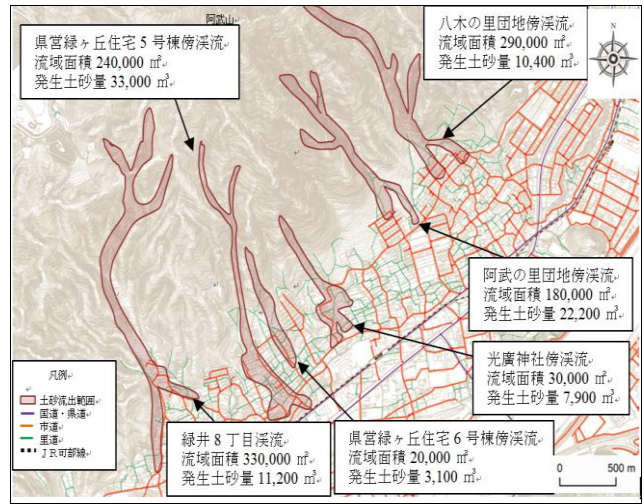 阿武山
県営緑ヶ丘住宅5号棟傍渓流
流域面積 240,000 ㎡
発生土砂量 33,000 ㎥
八木の里団地傍渓流
流域面積 290,000 ㎡
発生土砂量 10,400 ㎥
N
阿武の里団地傍渓流
流域面積 180,000 ㎡
発生土砂量 22,200 ㎥
光廣神社傍渓流
流域面積 30,000 ㎡
発生土砂量 7,900 ㎥
凡例
土砂流出範囲
国道・県道
市道
里道
JR可部線
緑井8丁目渓流
流域面積 330,000 ㎡
発生土砂量 11,200 ㎥
県営緑ヶ丘住宅6号棟傍渓流
流域面積 20,000 ㎡
発生土砂量 3,100 ㎥
0 500 m